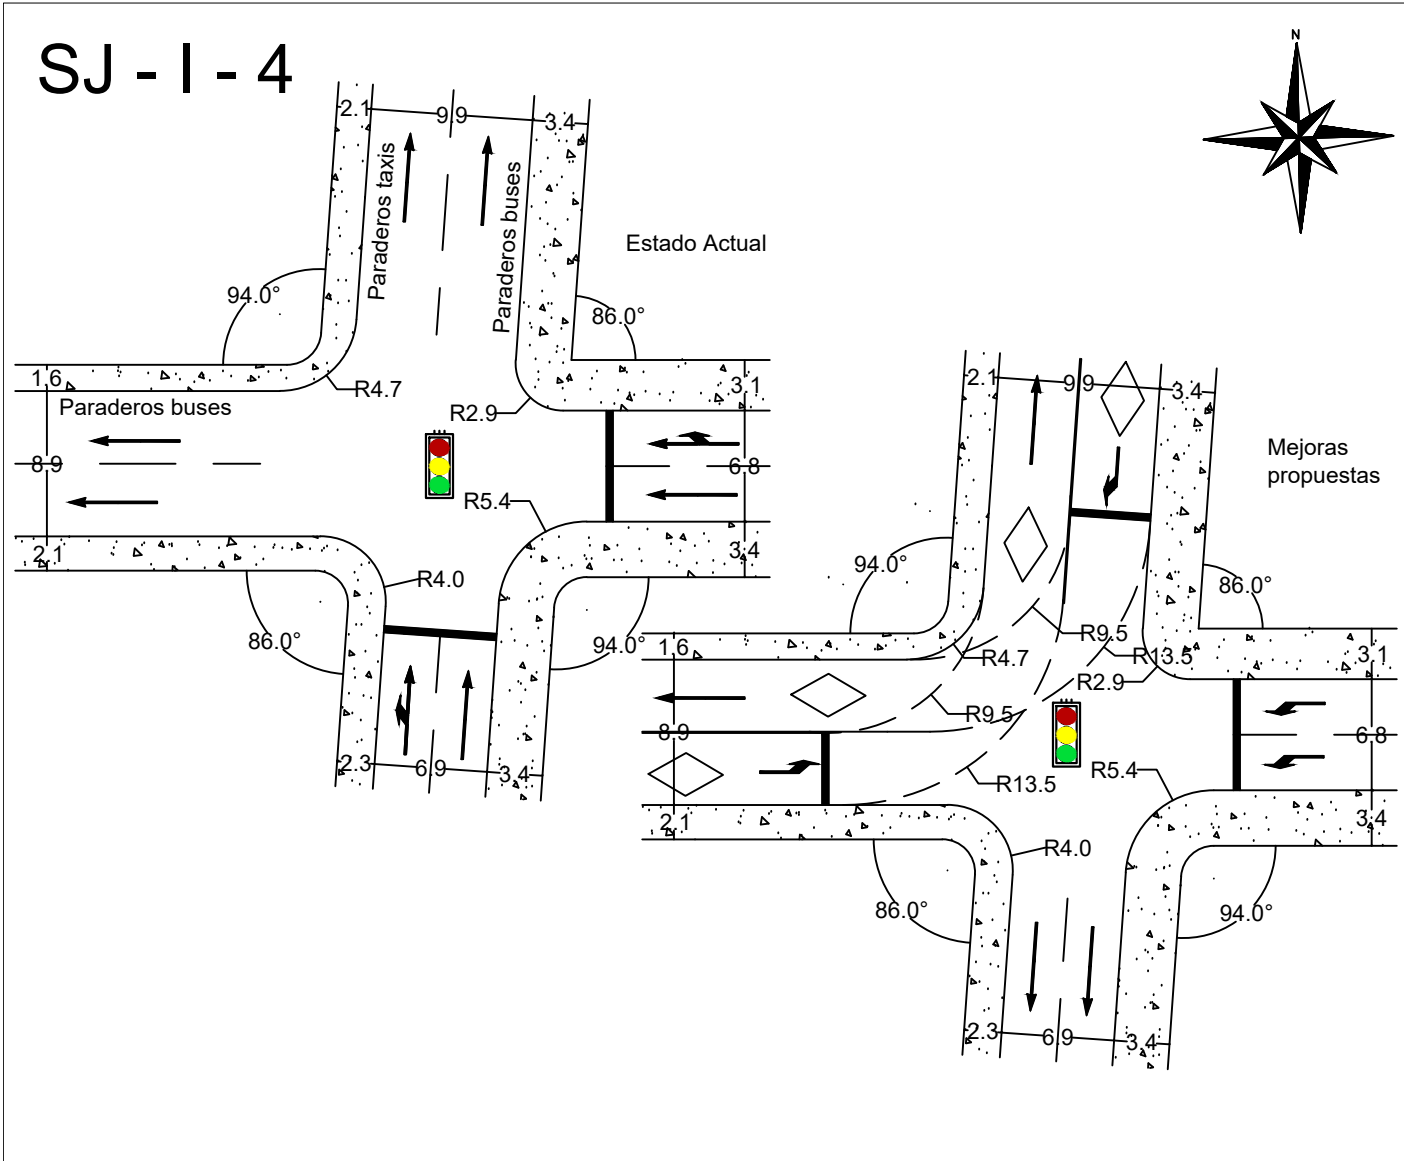 SJ - I - 4
N
2.1
9.9
3.4
Paraderos taxis
Paraderos buses
Estado Actual
94.0°
86.0°
1.6
R4.7
3.1
Paraderos buses
R2.9
8.9
6.8
R5.4
2.1
3.4
R4.0
86.0°
94.0°
2.3
6.9
3.4
2.1
9.9
3.4
Mejoras
propuestas
94.0°
86.0°
R9.5
1.6
R4.7
R13.5
3.1
R2.9
R9.5
8.9
6.8
R5.4
R13.5
2.1
3.4
R4.0
86.0°
94.0°
2.3
6.9
3.4